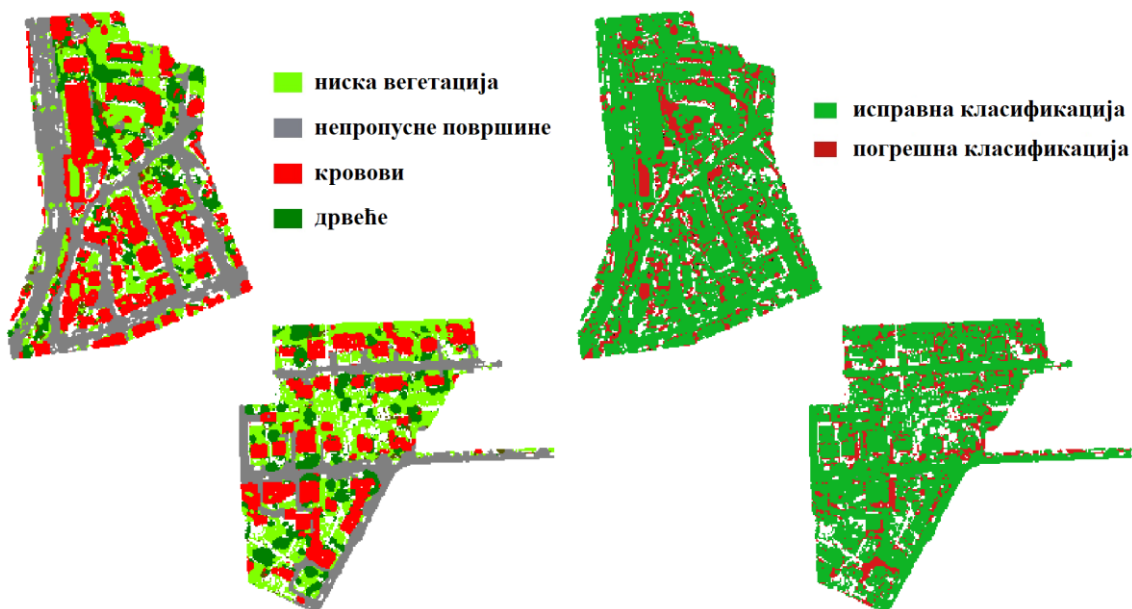 ниска вегетација
непропусне површине
кровови
дрвеће
исправна класификација
погрешна класификација